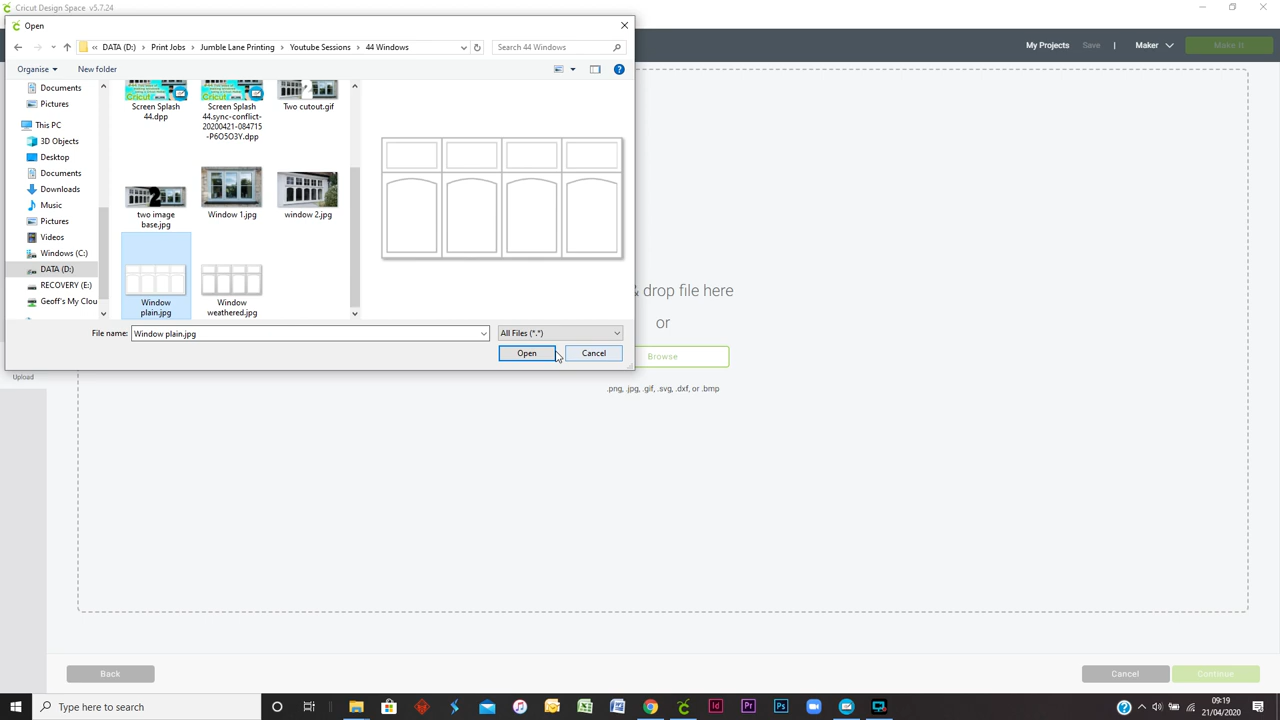 Cricut Design Space v5.7.24
Open
My Projects Save | Maker Make It
« DATA (D:) > Print Jobs > Jumble Lane Printing > Youtube Sessions > 44 Windows
Search 44 Windows
Organise New folder
Documents
Pictures
This PC
3D Objects
Desktop
Documents
Downloads
Music
Pictures
Videos
Windows (C:)
DATA (D:)
RECOVERY (E:)
Geoff's My Clou
Screen Splash
44.dpp
Screen Splash
44.sync-conflict-
20200421-084715
-P6O5O3Y.dpp
Two cutout.gif
two image
base.jpg
Window 1.jpg
window 2.jpg
Window
plain.jpg
Window
weathered.jpg
File name: Window plain.jpg
All Files (*.*)
Open Cancel
Upload
& drop file here
or
Browse
.png, .jpg, .gif, .svg, .dxf, or .bmp
Back
Cancel Continue
Type here to search
09:19
21/04/2020